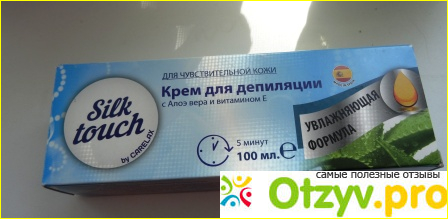 ДЛЯ ЧУВСТВИТЕЛЬНОЙ КОЖИ
Крем для депиляции
с Алоэ вера и витамином Е
Silk
touch
by CARELAX
5 минут
100 мл. ℮
УВЛАЖНЯЮЩАЯ
ФОРМУЛА
самые полезные отзывы
Otzyv.pro